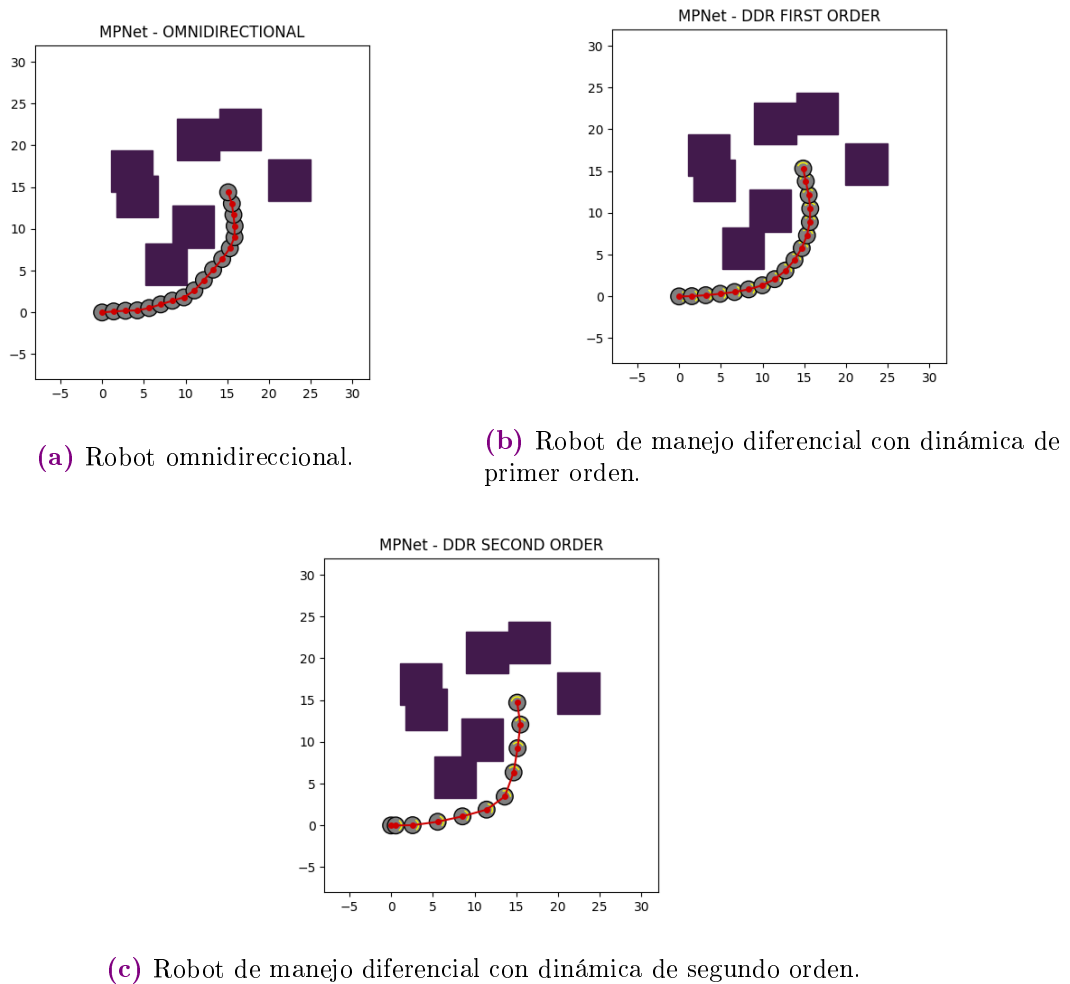 MPNet - OMNIDIRECTIONAL
30
25
20
15
10
5
0
−5
−5 0 5 10 15 20 25 30
(a) Robot omnidireccional.
MPNet - DDR FIRST ORDER
30
25
20
15
10
5
0
−5
−5 0 5 10 15 20 25 30
(b) Robot de manejo diferencial con dinámica de
primer orden.
MPNet - DDR SECOND ORDER
30
25
20
15
10
5
0
−5
−5 0 5 10 15 20 25 30
(c) Robot de manejo diferencial con dinámica de segundo orden.